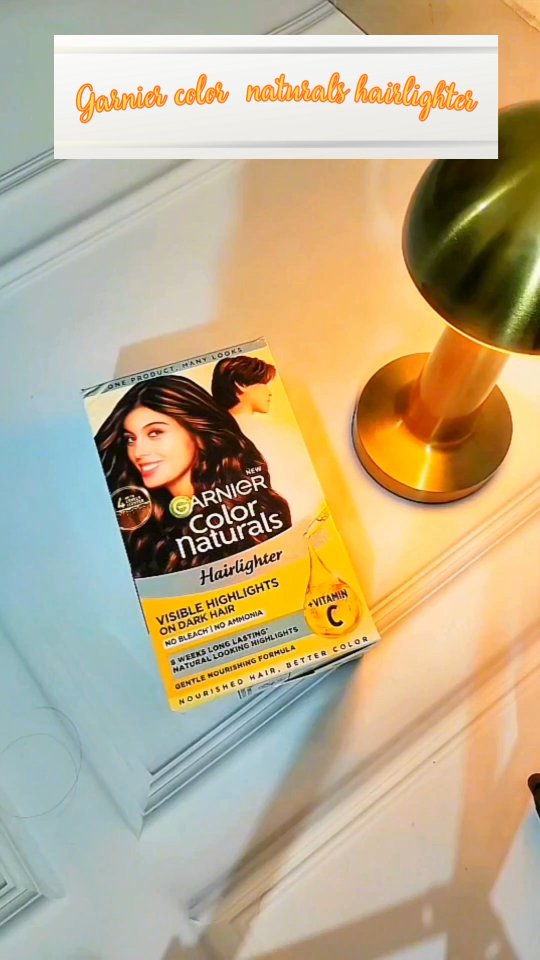 Garnier color naturals hairlighter
ONE PRODUCT, MANY LOOKS
NEW
GARNIER
Color
naturals
Hairlighter
VISIBLE HIGHLIGHTS
ON DARK HAIR
NO BLEACH | NO AMMONIA
8 WEEKS LONG LASTING*
NATURAL LOOKING HIGHLIGHTS
GENTLE NOURISHING FORMULA
+VITAMIN
C
NOURISHED HAIR, BETTER COLOR